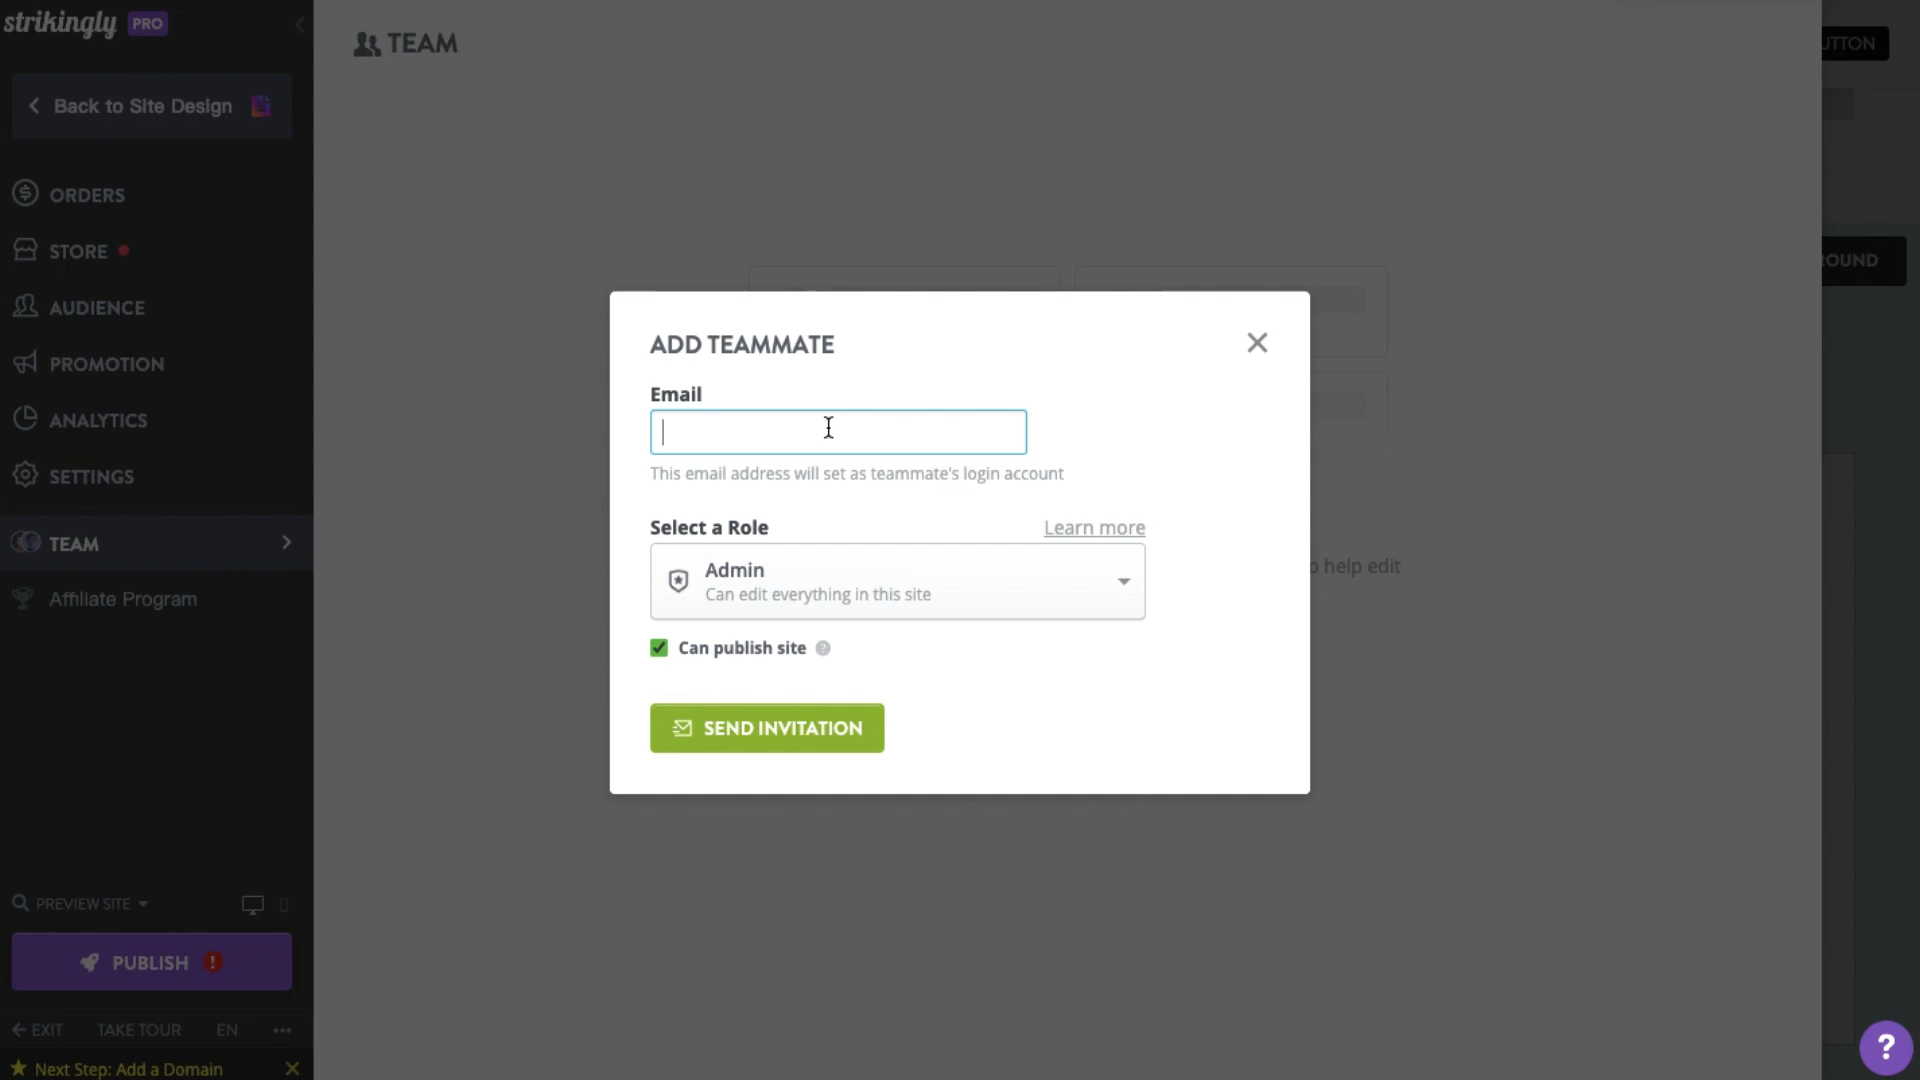 strikingly PRO
Back to Site Design
ORDERS
STORE
AUDIENCE
PROMOTION
ANALYTICS
SETTINGS
TEAM
Affiliate Program
PREVIEW SITE
PUBLISH !
EXIT TAKE TOUR EN •••
Next Step: Add a Domain
TEAM
ADD TEAMMATE
Email
This email address will set as teammate's login account
Select a Role Learn more
Admin
Can edit everything in this site
Can publish site ?
SEND INVITATION
help edit
UTTON
OUND
?